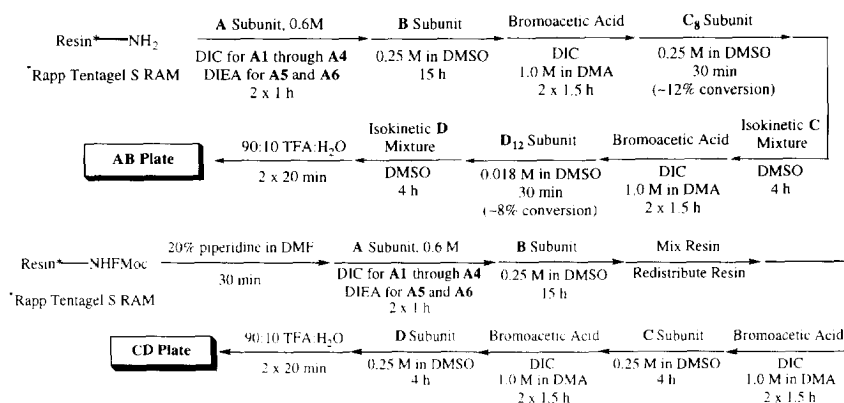 A Subunit, 0.6M
B Subunit
Bromoacetic Acid
C8 Subunit
Resin*—NH2
DIC for A1 through A4
DIEA for A5 and A6
2 x 1 h
0.25 M in DMSO
15 h
DIC
1.0 M in DMA
2 x 1.5 h
0.25 M in DMSO
30 min
(~12% conversion)
*Rapp Tentagel S RAM
AB Plate
90:10 TFA:H2O
2 x 20 min
Isokinetic D
Mixture
DMSO
4 h
D12 Subunit
0.018 M in DMSO
30 min
(~8% conversion)
Bromoacetic Acid
DIC
1.0 M in DMA
2 x 1.5 h
Isokinetic C
Mixture
DMSO
4 h
Resin*—NHFMoc
20% piperidine in DMF
30 min
A Subunit, 0.6 M
DIC for A1 through A4
DIEA for A5 and A6
2 x 1 h
B Subunit
0.25 M in DMSO
15 h
Mix Resin
Redistribute Resin
*Rapp Tentagel S RAM
CD Plate
90:10 TFA:H2O
2 x 20 min
D Subunit
0.25 M in DMSO
4 h
Bromoacetic Acid
DIC
1.0 M in DMA
2 x 1.5 h
C Subunit
0.25 M in DMSO
4 h
Bromoacetic Acid
DIC
1.0 M in DMA
2 x 1.5 h